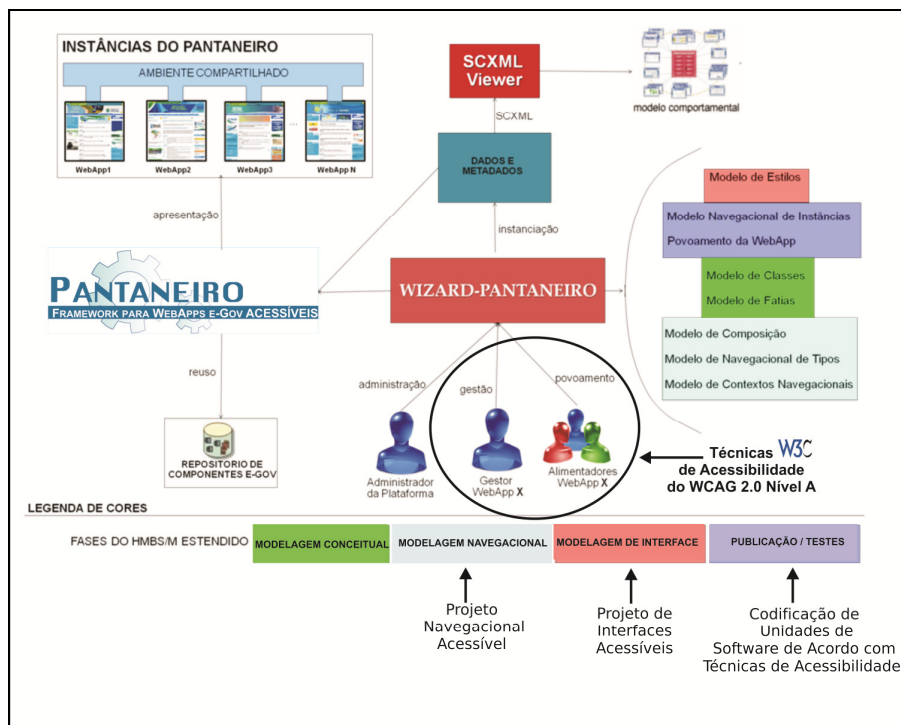 INSTÂNCIAS DO PANTANEIRO
AMBIENTE COMPARTILHADO
WebApp1
WebApp2
WebApp3
...
WebApp N
SCXML
Viewer
SCXML
modelo comportamental
DADOS E
METADADOS
apresentação
instanciação
PANTANEIRO
FRAMEWORK PARA WEBAPPS E-GOV ACESSÍVEIS
WIZARD-PANTANEIRO
Modelo de Estilos
Modelo Navegacional de Instâncias
Povoamento da WebApp
Modelo de Classes
Modelo de Fatias
Modelo de Composição
Modelo de Navegacional de Tipos
Modelo de Contextos Navegacionais
reuso
administração
gestão
povoamento
REPOSITORIO DE
COMPONENTES E-GOV
Administrador
da Plataforma
Gestor
WebApp X
Alimentadores
WebApp X
Técnicas W3C
de Acessibilidade
do WCAG 2.0 Nível A
LEGENDA DE CORES
FASES DO HMBS/M ESTENDIDO
MODELAGEM CONCEITUAL
MODELAGEM NAVEGACIONAL
MODELAGEM DE INTERFACE
PUBLICAÇÃO / TESTES
Projeto
Navegacional
Acessível
Projeto de
Interfaces
Acessíveis
Codificação de
Unidades de
Software de Acordo com
Técnicas de Acessibilidade